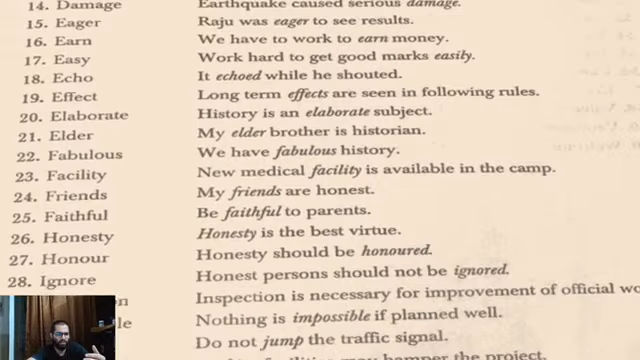 14. Damage Earthquake caused serious damage.
15. Eager Raju was eager to see results.
16. Earn We have to work to earn money.
17. Easy Work hard to get good marks easily.
18. Echo It echoed while he shouted.
19. Effect Long term effects are seen in following rules.
20. Elaborate History is an elaborate subject.
21. Elder My elder brother is historian.
22. Fabulous We have fabulous history.
23. Facility New medical facility is available in the camp.
24. Friends My friends are honest.
25. Faithful Be faithful to parents.
26. Honesty Honesty is the best virtue.
27. Honour Honesty should be honoured.
28. Ignore Honest persons should not be ignored.
Inspection is necessary for improvement of official
Nothing is impossible if planned well.
Do not jump the traffic signal.
may hamper the project.